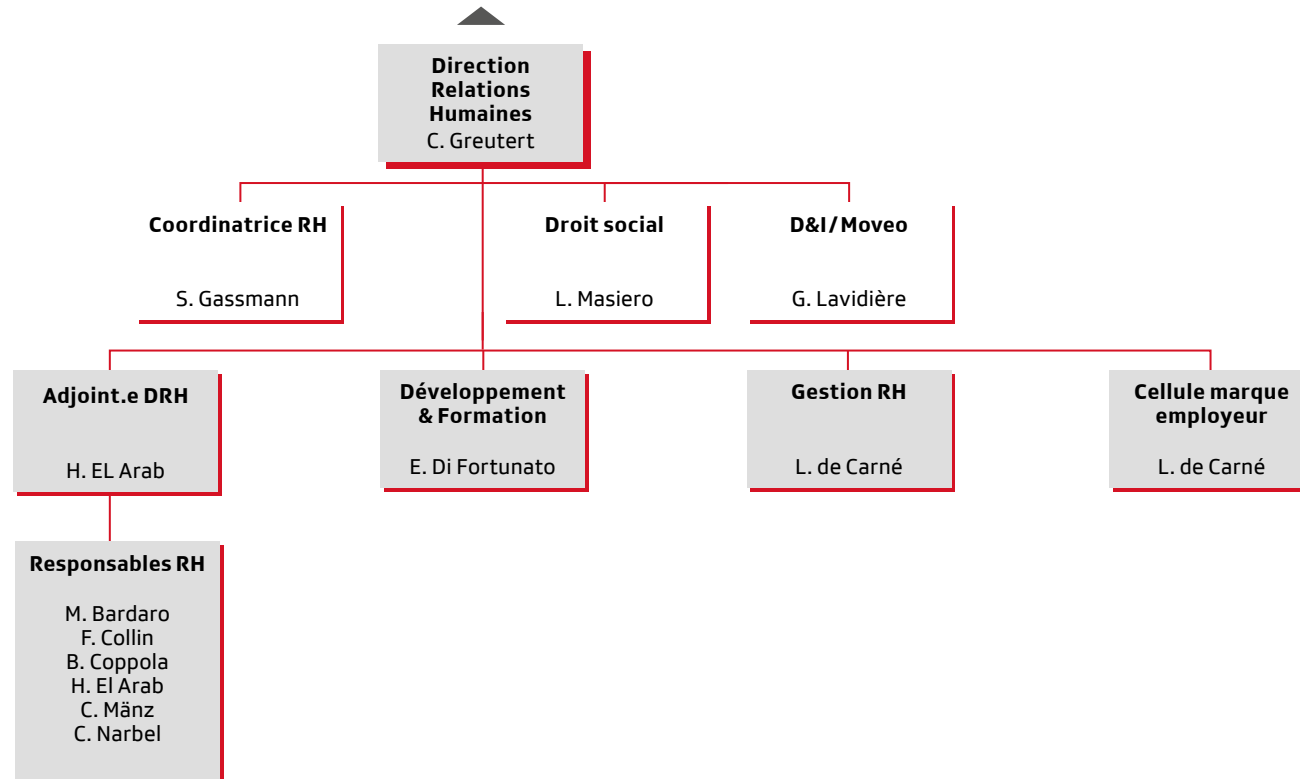 Direction
Relations
Humaines
C. Greutert
Coordinatrice RH
S. Gassmann
Droit social
L. Masiero
D&I/Moveo
G. Lavidière
Adjoint.e DRH
H. EL Arab
Développement
& Formation
E. Di Fortunato
Gestion RH
L. de Carné
Cellule marque
employeur
L. de Carné
Responsables RH
M. Bardaro
F. Collin
B. Coppola
H. El Arab
C. Mänz
C. Narbel